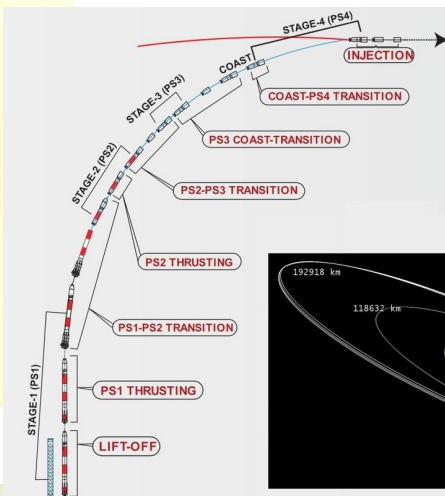 STAGE-4 (PS4)
INJECTION
COAST
COAST-PS4 TRANSITION
STAGE-3 (PS3)
PS3 COAST-TRANSITION
STAGE-2 (PS2)
PS2-PS3 TRANSITION
PS2 THRUSTING
192918 km
118632 km
PS1-PS2 TRANSITION
STAGE-1 (PS1)
PS1 THRUSTING
LIFT-OFF